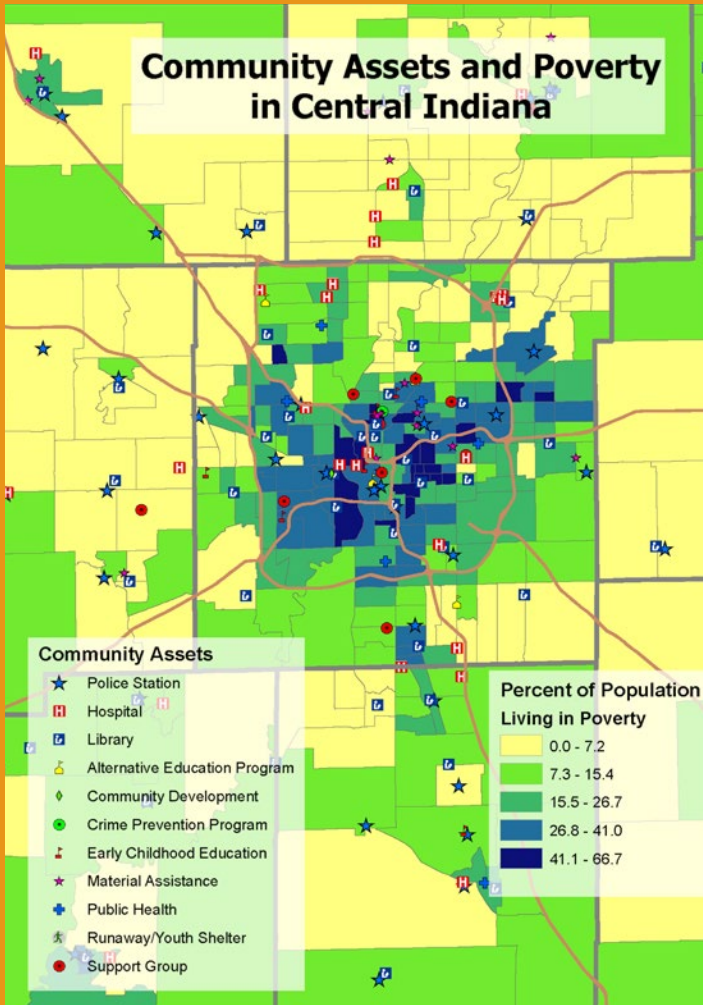 Community Assets and Poverty
in Central Indiana
Community Assets
Police Station
H Hospital
Library
Alternative Education Program
Community Development
Crime Prevention Program
Early Childhood Education
Material Assistance
Public Health
Runaway/Youth Shelter
Support Group
Percent of Population
Living in Poverty
0.0 - 7.2
7.3 - 15.4
15.5 - 26.7
26.8 - 41.0
41.1 - 66.7